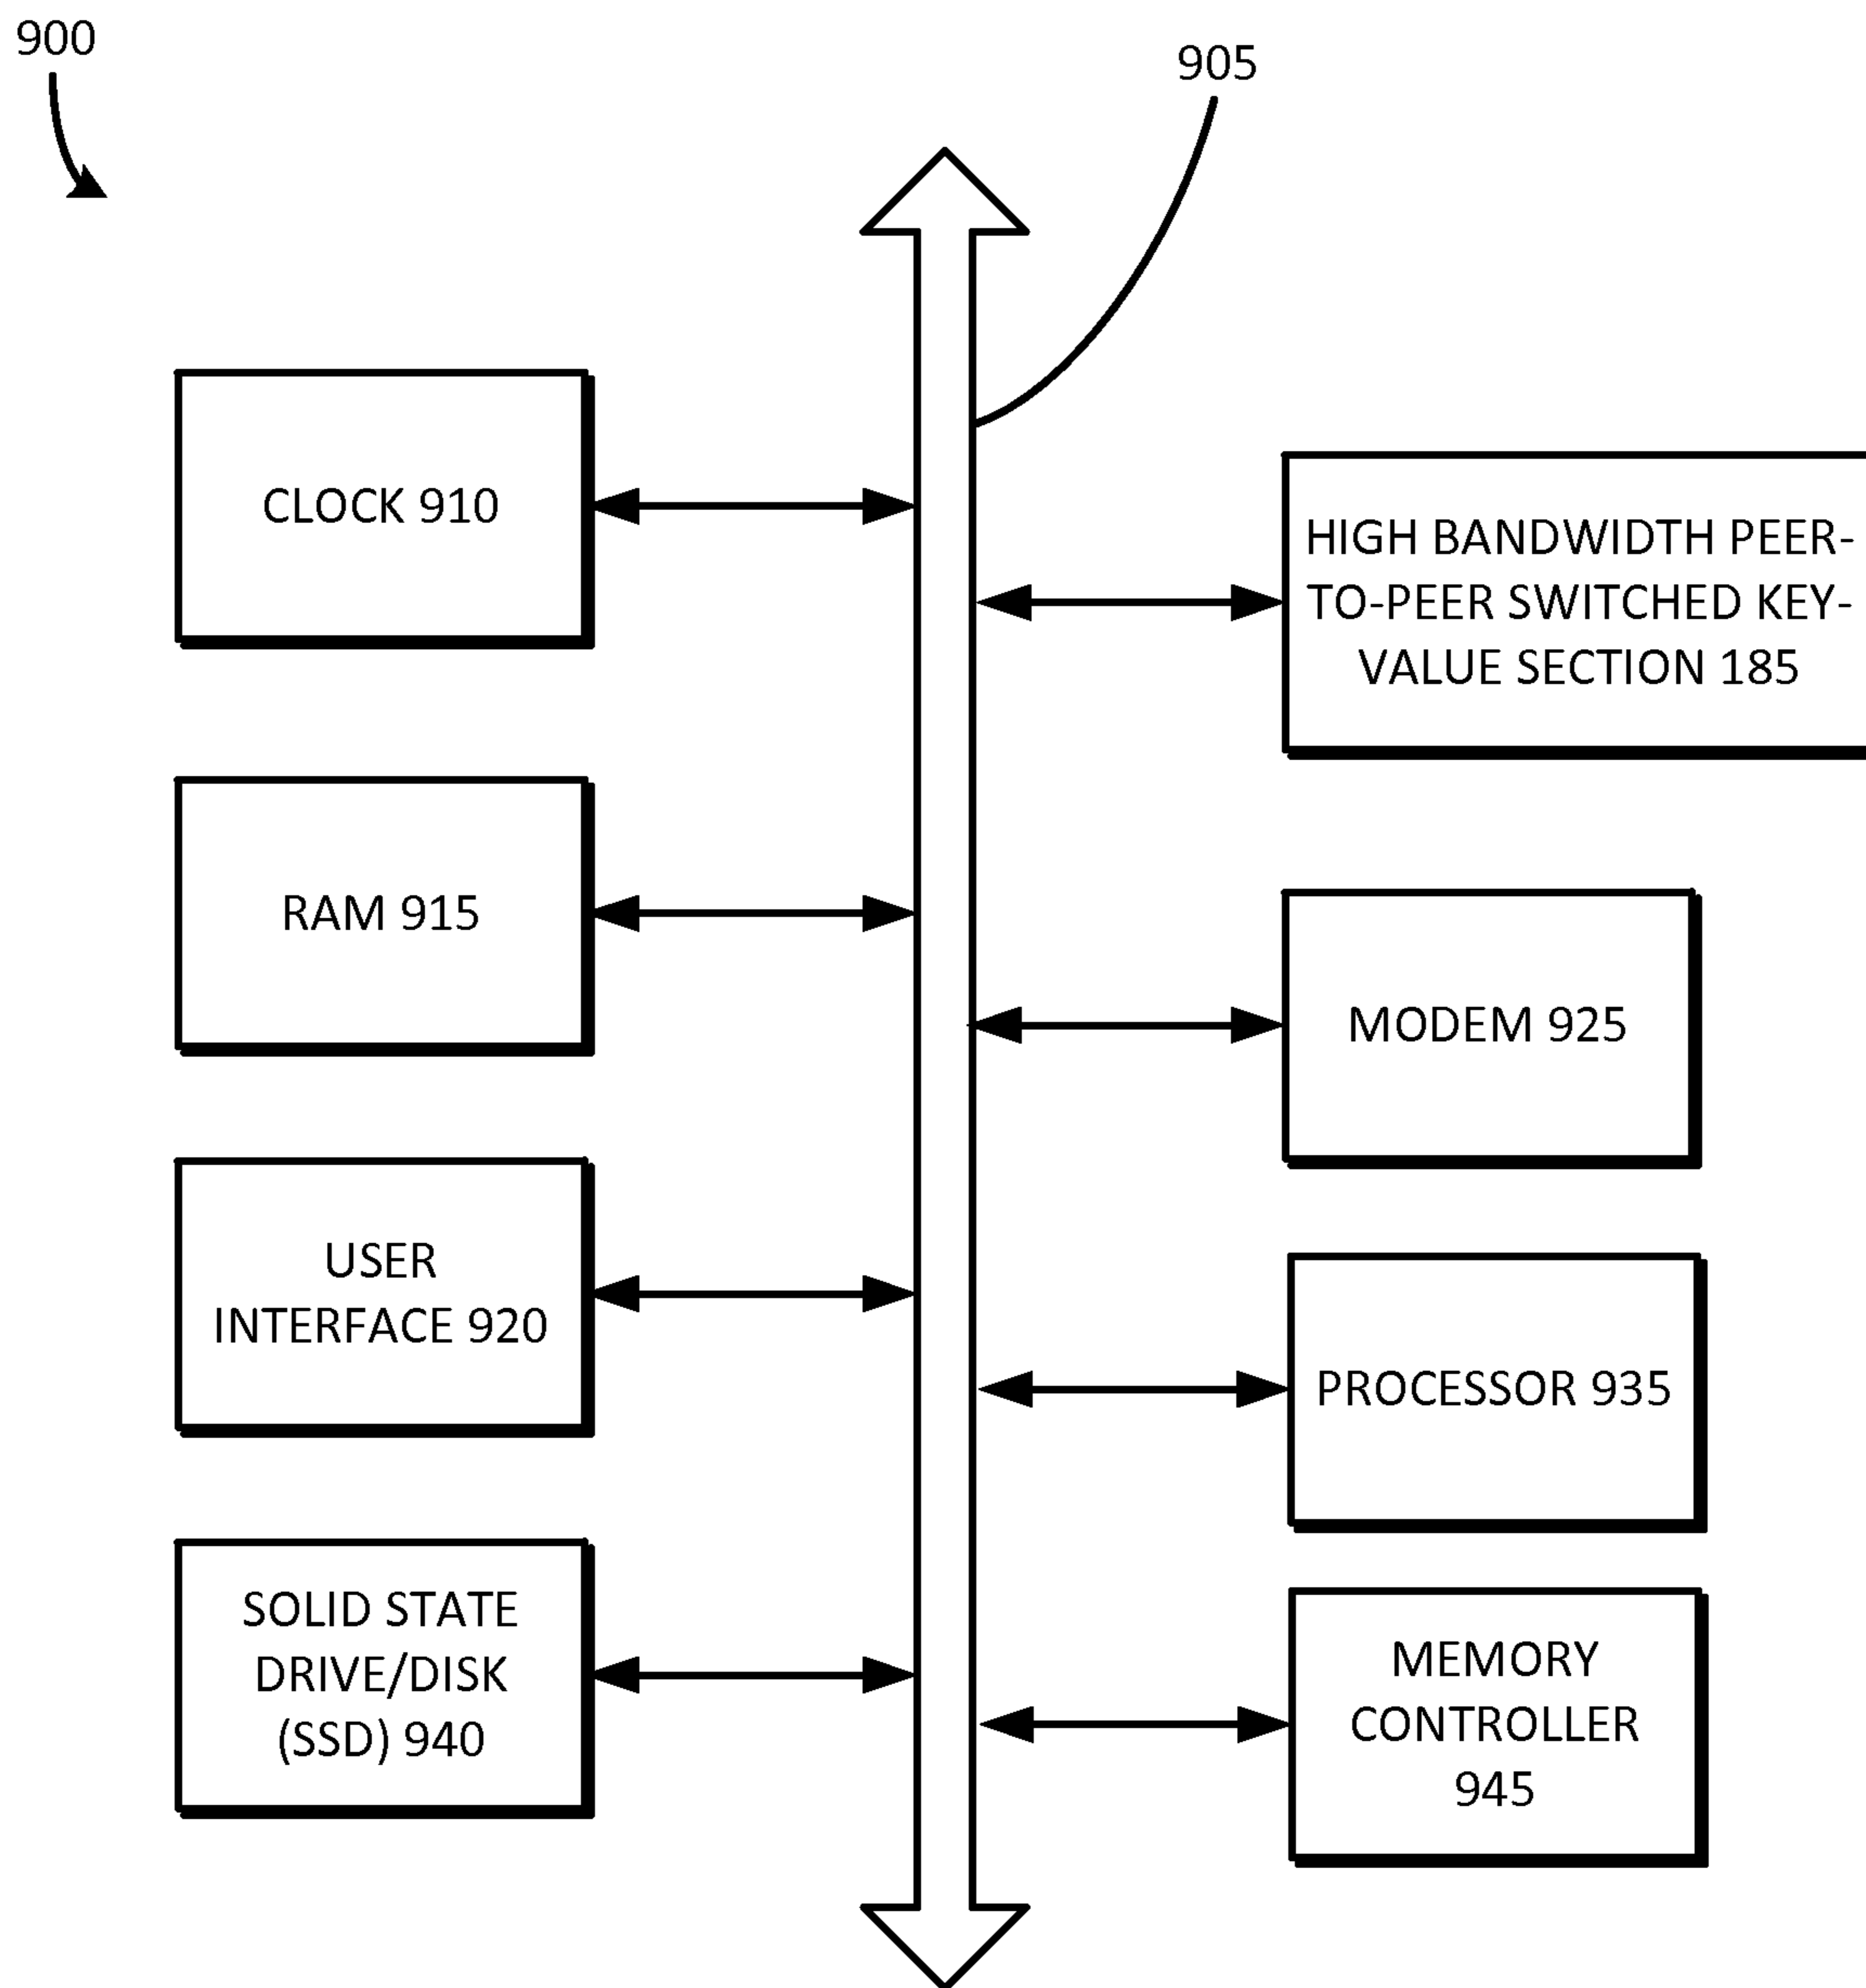 900
905
CLOCK 910
HIGH BANDWIDTH PEER-
TO-PEER SWITCHED KEY-
VALUE SECTION 185
RAM 915
MODEM 925
USER
INTERFACE 920
PROCESSOR 935
SOLID STATE
DRIVE/DISK
(SSD) 940
MEMORY
CONTROLLER
945